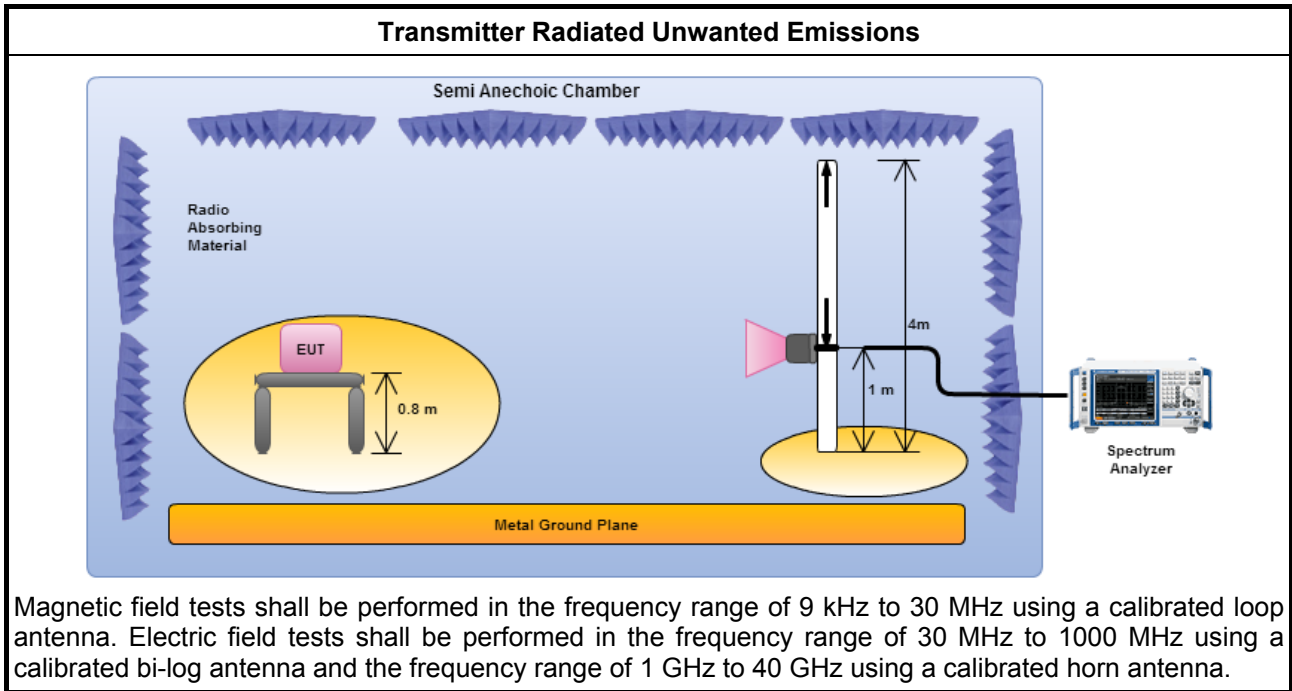 Transmitter Radiated Unwanted Emissions
Semi Anechoic Chamber
Radio
Absorbing
Material
EUT
0.8 m
4m
1 m
Spectrum
Analyzer
Metal Ground Plane
Magnetic field tests shall be performed in the frequency range of 9 kHz to 30 MHz using a calibrated loop
antenna. Electric field tests shall be performed in the frequency range of 30 MHz to 1000 MHz using a
calibrated bi-log antenna and the frequency range of 1 GHz to 40 GHz using a calibrated horn antenna.